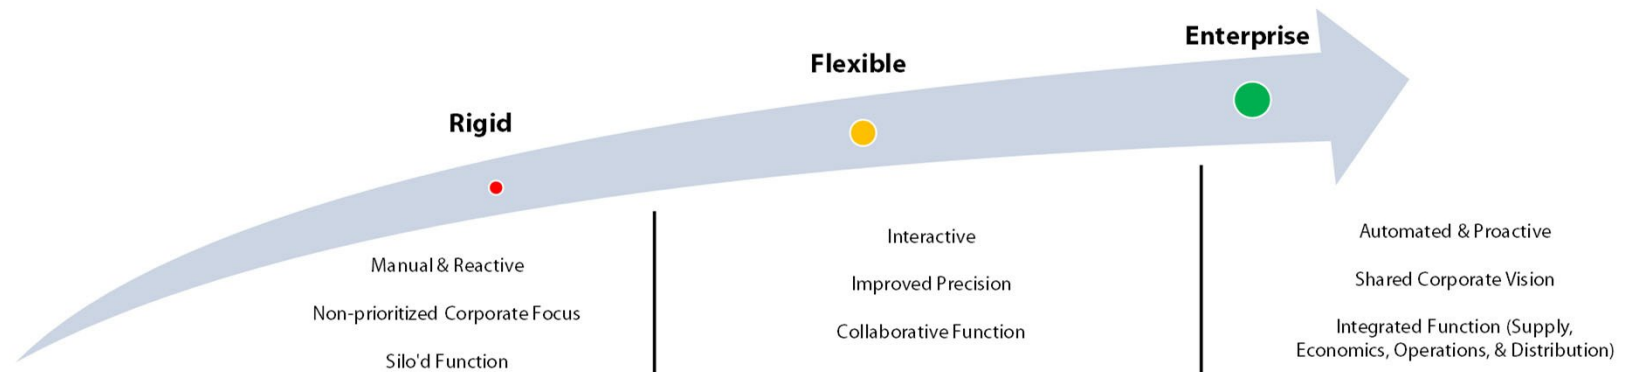 Rigid
Flexible
Enterprise
Manual & Reactive
Non-prioritized Corporate Focus
Silo'd Function
Interactive
Improved Precision
Collaborative Function
Automated & Proactive
Shared Corporate Vision
Integrated Function (Supply,
Economics, Operations, & Distribution)